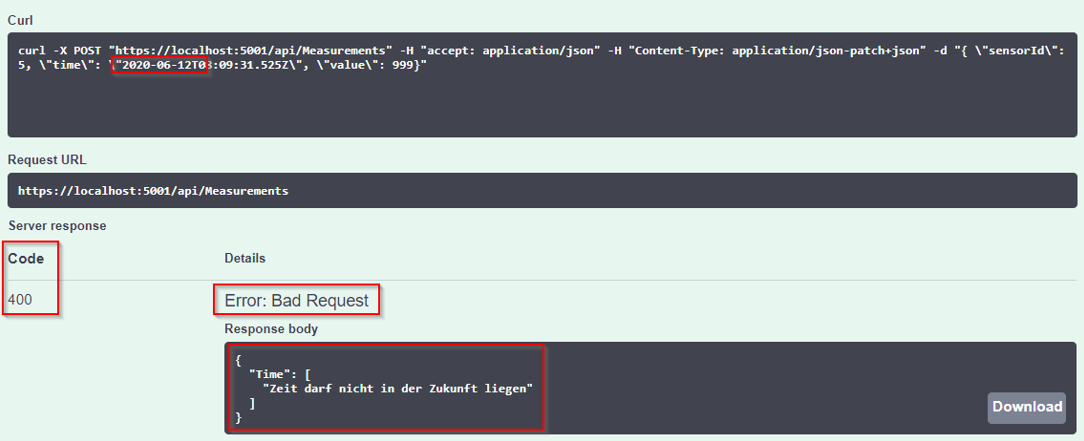 Curl
curl -X POST "https://localhost:5001/api/Measurements" -H "accept: application/json" -H "Content-Type: application/json-patch+json" -d "{ \"sensorId\":
5, \"time\": \"2020-06-12T08:09:31.525Z\", \"value\": 999}"
Request URL
https://localhost:5001/api/Measurements
Server response
Code
Details
400
Error: Bad Request
Response body
{
"Time": [
"Zeit darf nicht in der Zukunft liegen"
]
}
Download